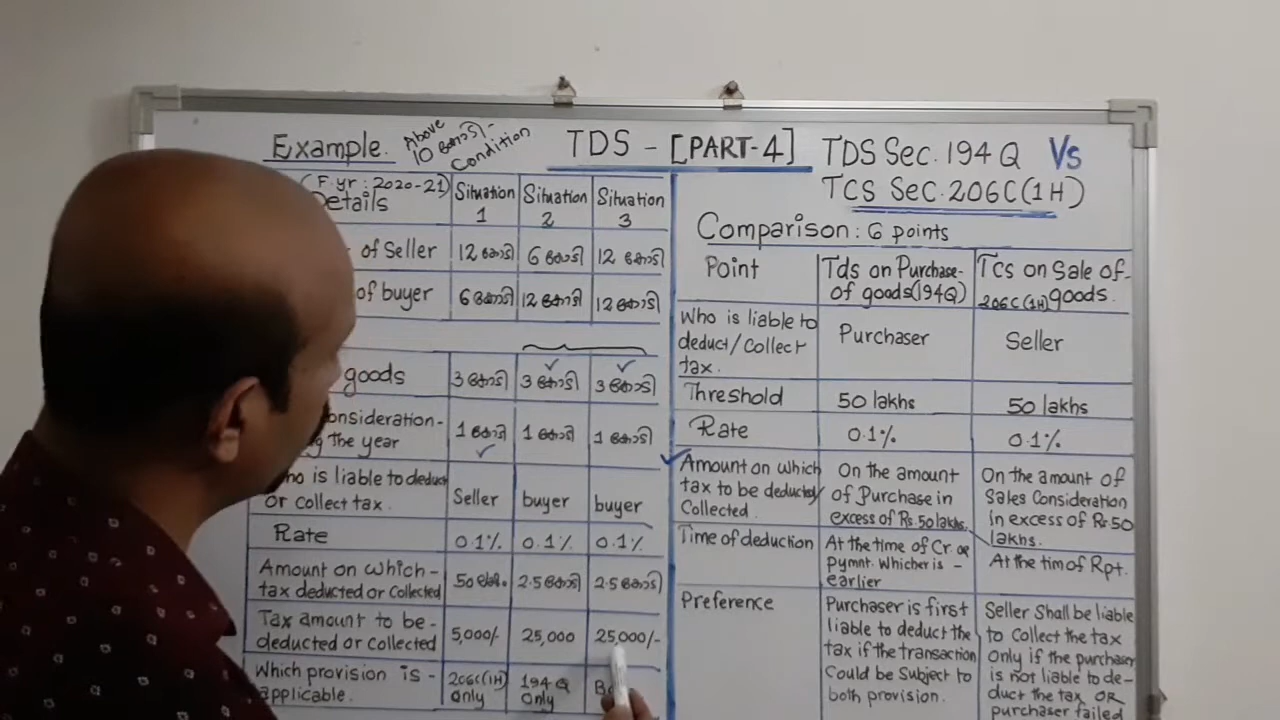 Example.
Above
10 കോടി-
Condition
TDS - [PART-4]
TDS Sec. 194 Q Vs
TCS Sec. 206C(1H)
(F.yr: 2020-21)
Details
Situation
1
Situation
2
Situation
3
of Seller
12 കോടി
6 കോടി
12 കോടി
of buyer
6 കോടി
12 കോടി
12 കോടി
goods
3 കോടി
3 കോടി
3 കോടി
Consideration-
the year
1 കോടി
1 കോടി
1 കോടി
is liable to deduct
or collect tax.
Seller
buyer
buyer
Rate
0.1%
0.1%
0.1%
Amount on which-
tax deducted or Collected
50
2.5 കോടി
2.5 കോടി
Tax amount to be-
deducted or collected
5,000/-
25,000
25,000/-
Which provision is-
applicable.
206C(1H)
Only
194 Q
Only
Comparison: 6 points
Point
Tds on Purchase-
of goods(194Q)
Tcs on Sale of-
206C(1H) goods.
Who is liable to
deduct/Collect
tax.
Purchaser
Seller
Threshold
50 lakhs
50 lakhs
Rate
0.1%
0.1%
Amount on which
tax to be deducted/
Collected.
On the amount
of Purchase in
excess of Rs 50 lakhs.
On the amount of
Sales Consideration
in excess of Rs 50
lakhs.
Time of deduction
At the time of Cr or
pymnt. Whicher is -
earlier
At the tim of Rpt.
Preference
Purchaser is first
liable to deduct the
tax if the transaction
Could be Subject to
both provision.
Seller Shall be liable
to Collect the tax
Only if the purchaser
is not liable to de-
duct the tax OR
purchaser failed